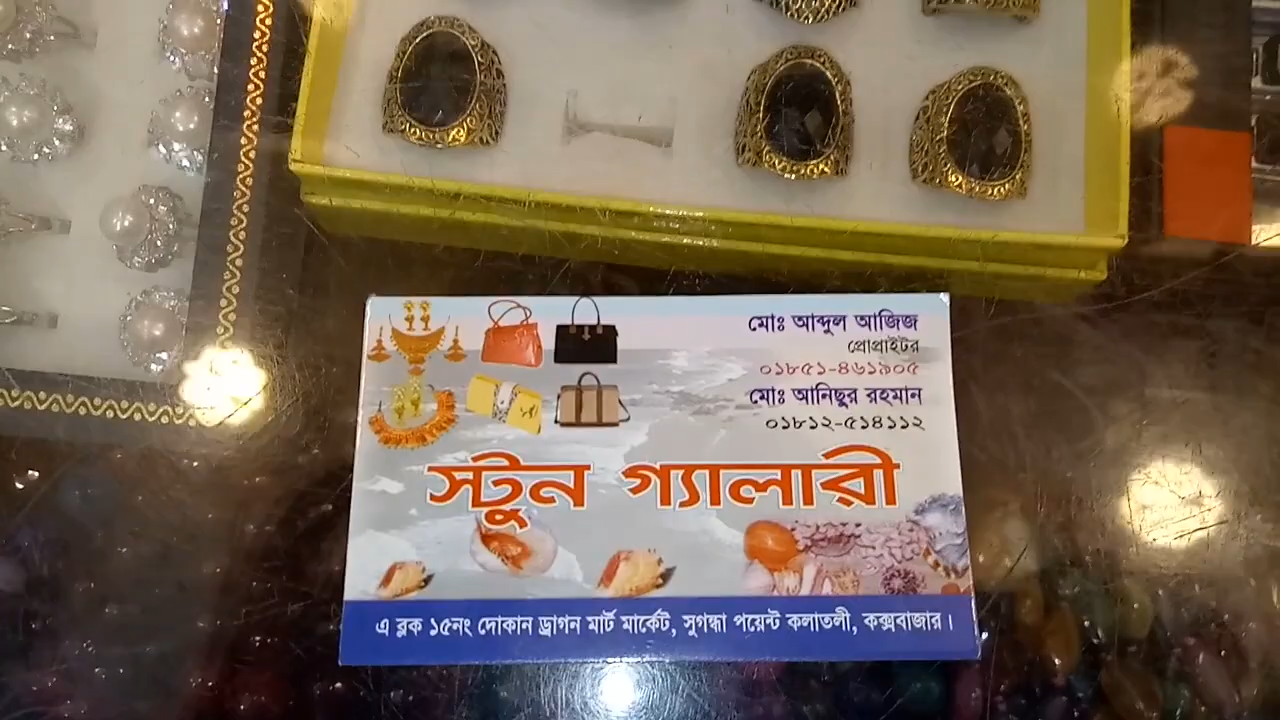 মোঃ আব্দুল আজিজ
প্রোপ্রাইটর
০১৮৫১-৪৬১৯০৫
মোঃ আনিছুর রহমান
০১৮১২-৫১৪১১২
স্টুন গ্যালারী
এ ব্লক ১৫নং দোকান ড্রাগন মার্ট মার্কেট, সুগন্ধা পয়েন্ট কলাতলী, কক্সবাজার।